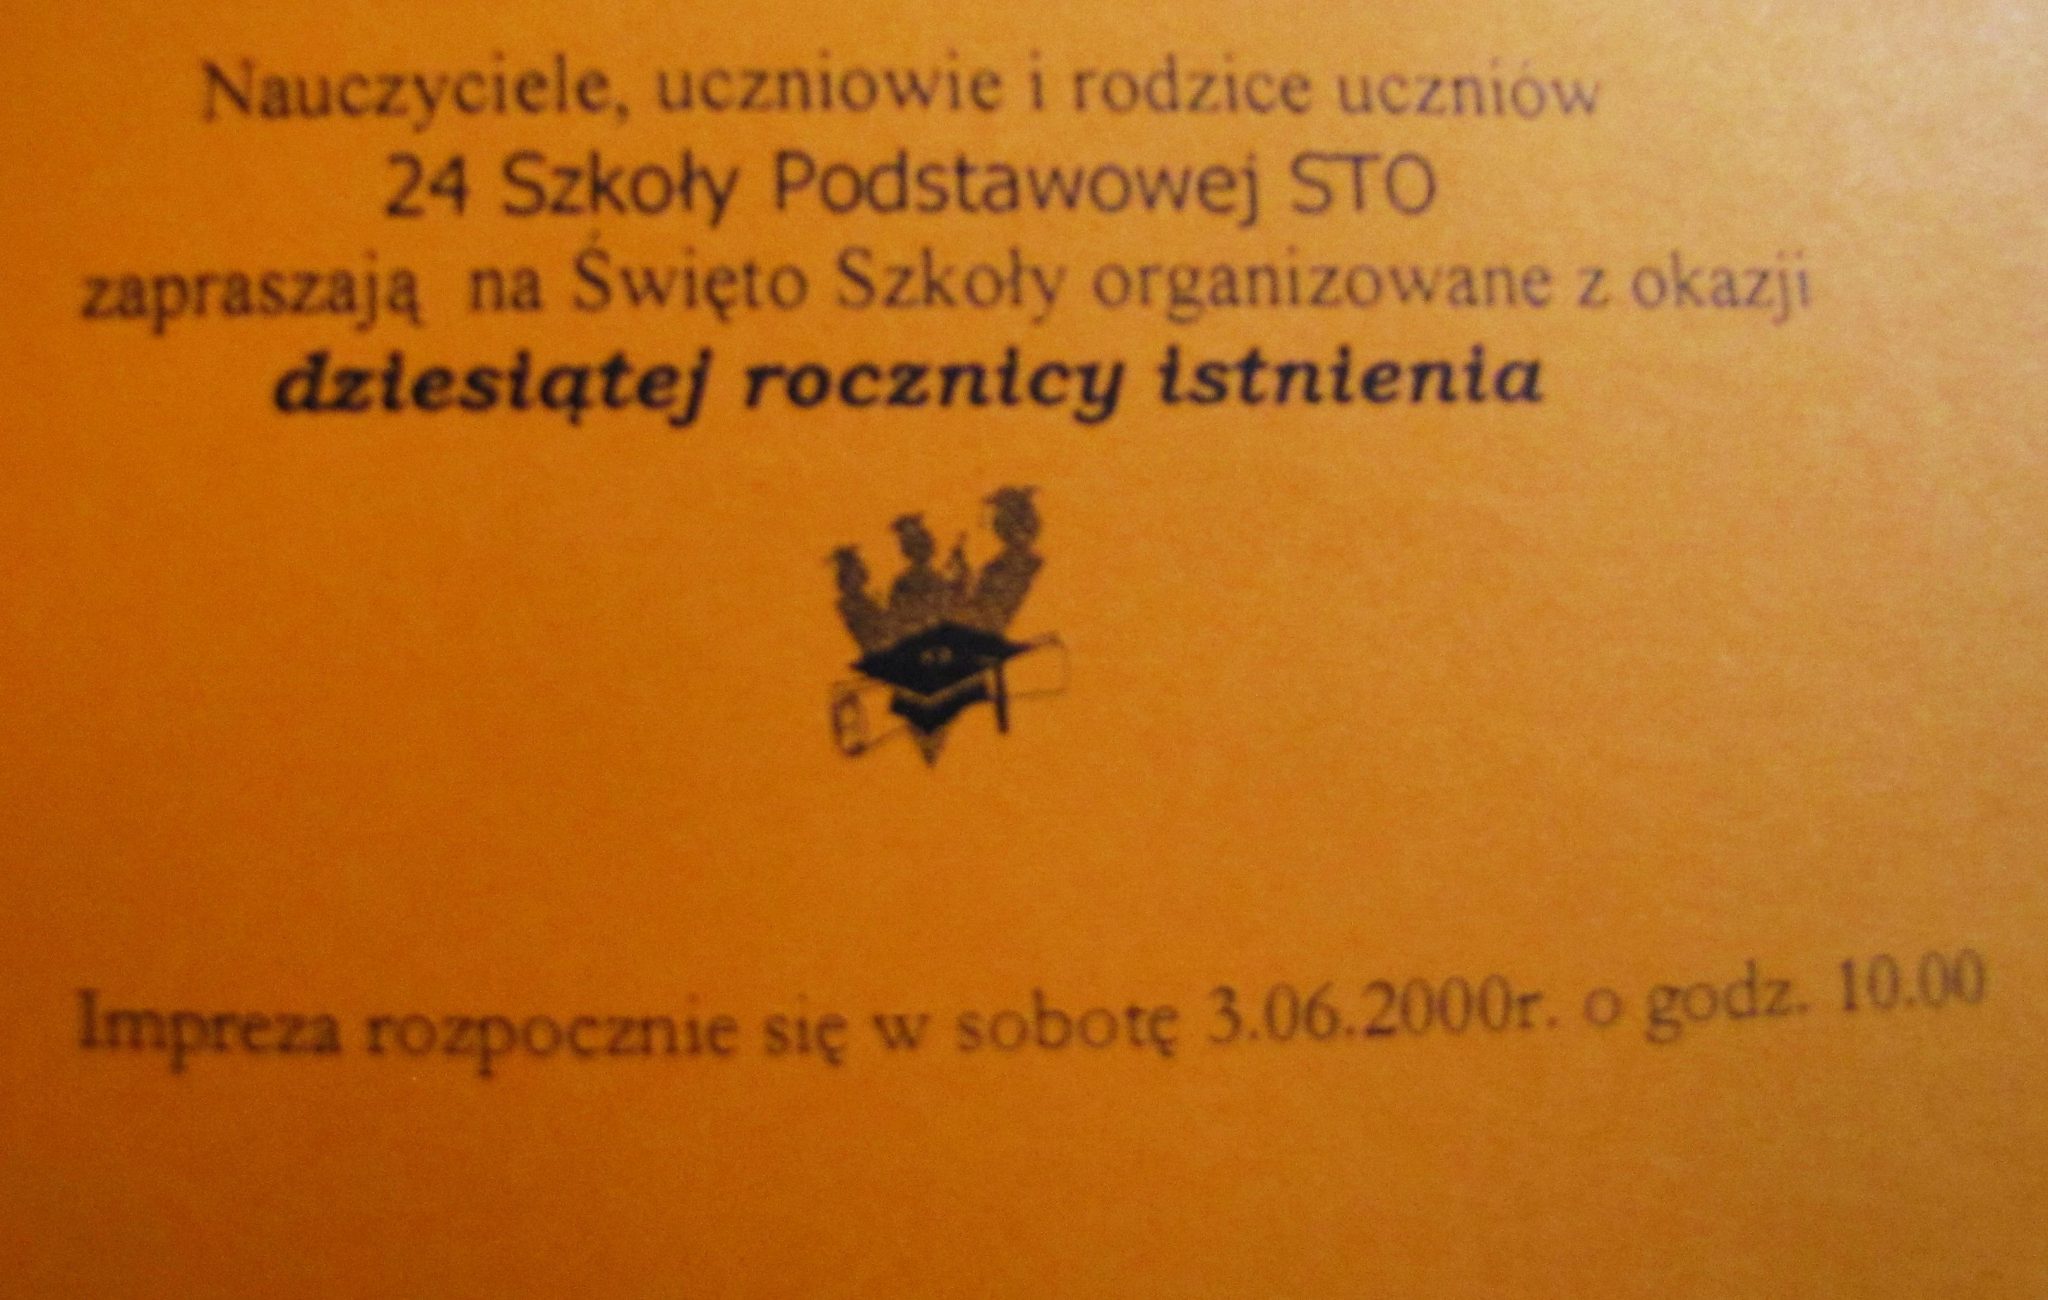 Nauczyciele, uczniowie i rodzice uczniów
24 Szkoły Podstawowej STO
zapraszają na Święto Szkoły organizowane z okazji
dziesiątej rocznicy istnienia
Impreza rozpocznie się w sobotę 3.06.2000r. o godz. 10.00